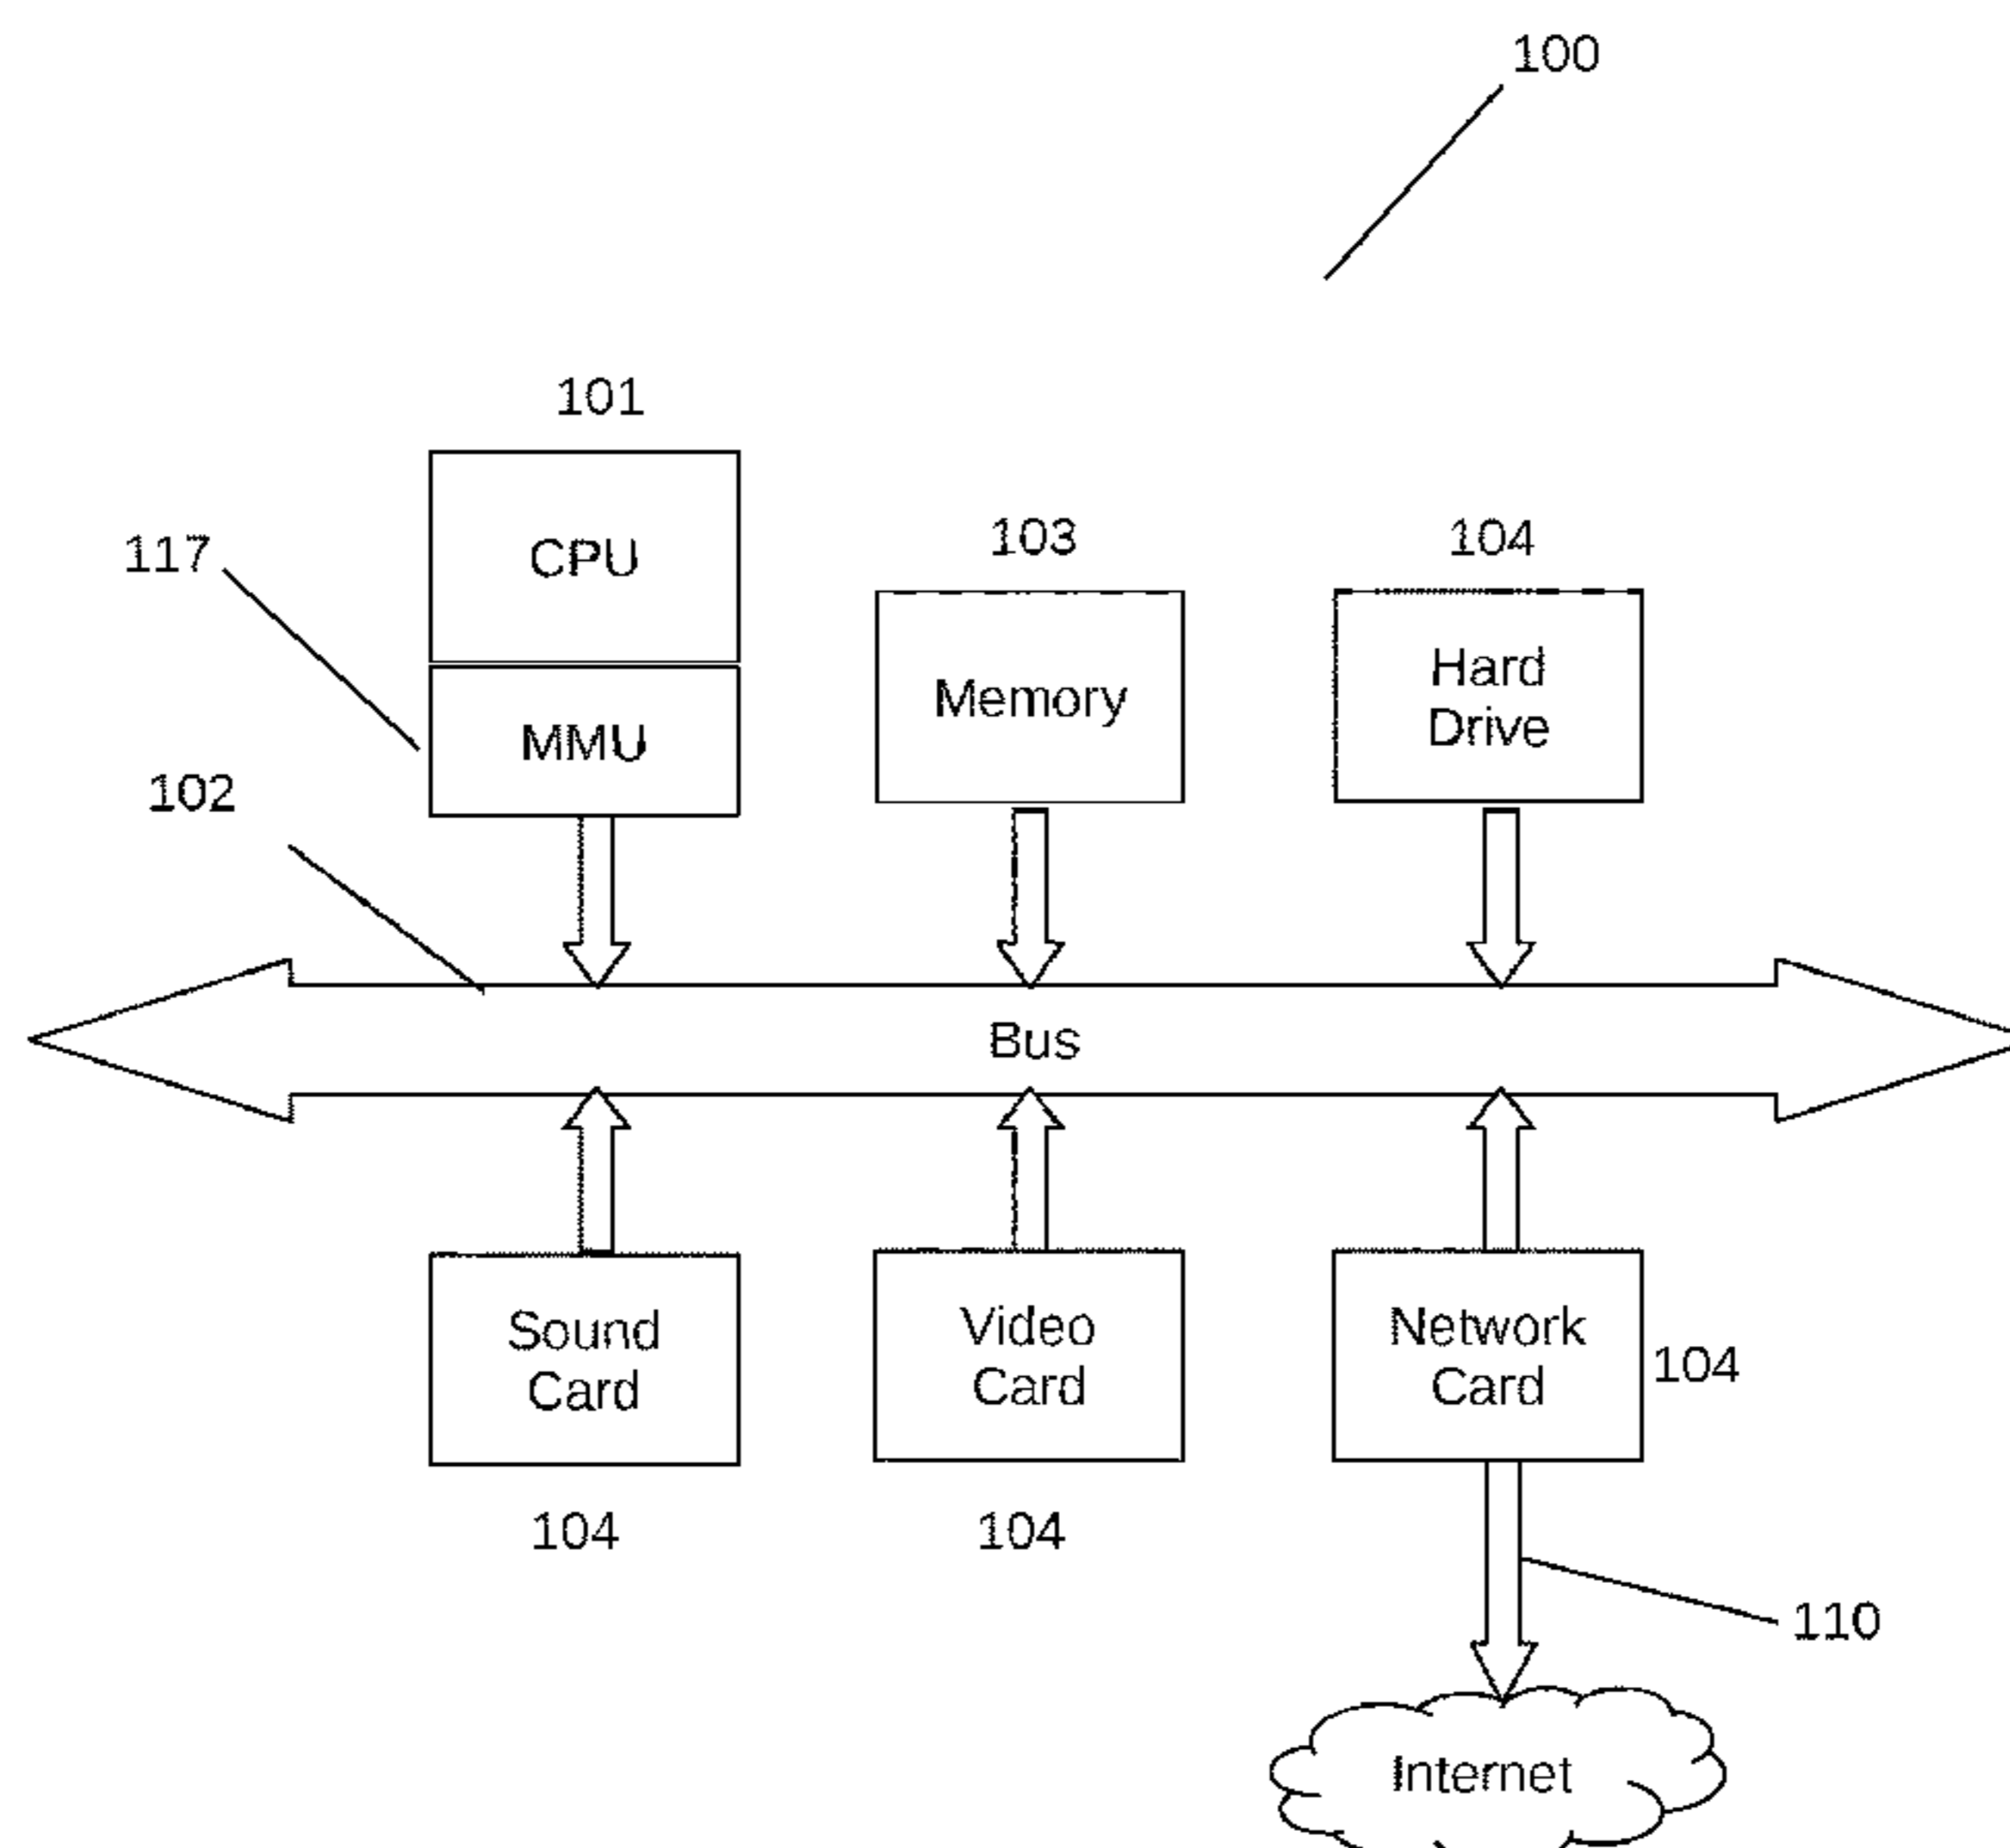 100
101
CPU
117
MMU
103
Memory
104
Hard
Drive
102
Bus
Sound
Card
104
Video
Card
104
Network
Card
104
110
Internet